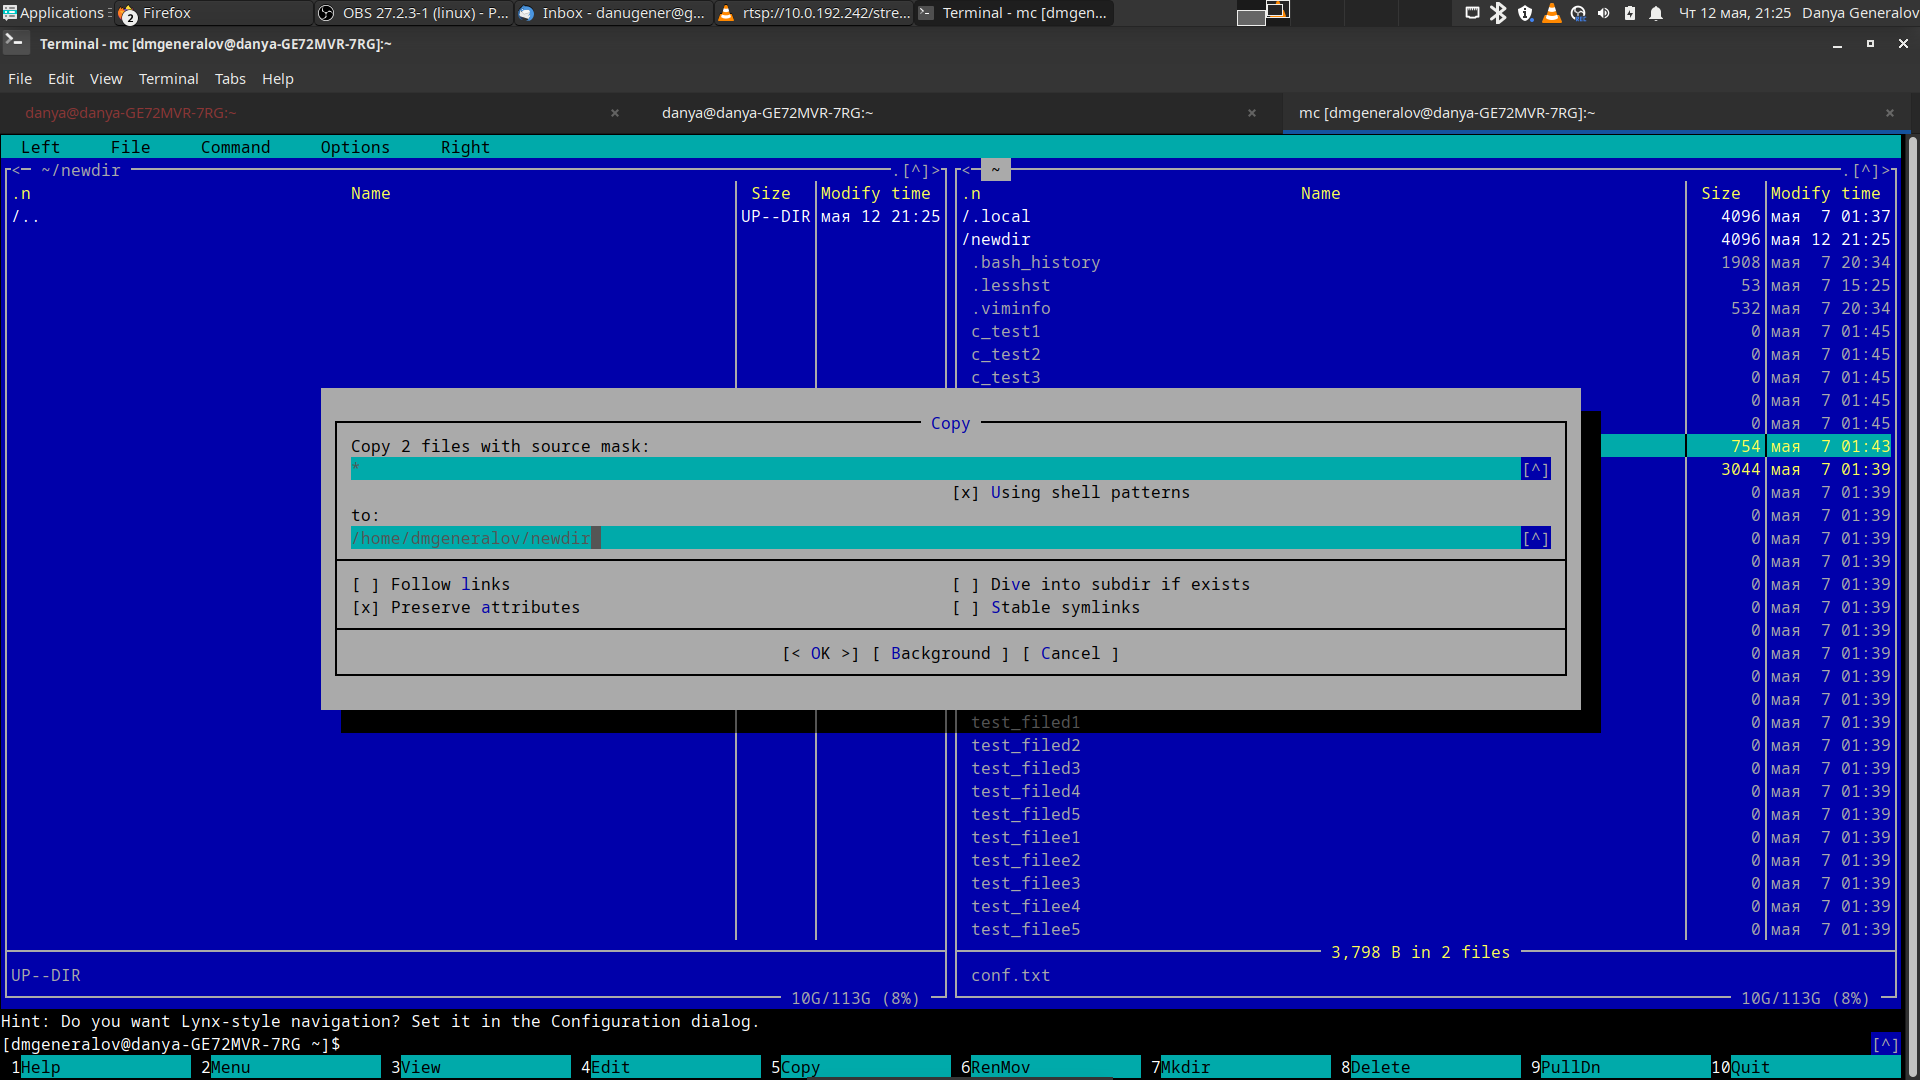 Applications
2 Firefox
OBS 27.2.3-1 (linux) - P...
Inbox - danugener@g...
rtsp://10.0.192.242/stre...
Terminal - mc [dmgen...
Чт 12 мая, 21:25
Danya Generalov
Terminal - mc [dmgeneralov@danya-GE72MVR-7RG]:~
File Edit View Terminal Tabs Help
danya@danya-GE72MVR-7RG:~ ×
danya@danya-GE72MVR-7RG:~ ×
mc [dmgeneralov@danya-GE72MVR-7RG]:~ ×
Left File Command Options Right
<─ ~/newdir .[^]>
.n Name Size Modify time
/.. UP--DIR мая 12 21:25
UP--DIR
10G/113G (8%)
<─ ~ .[^]>
.n Name Size Modify time
/.local 4096 мая 7 01:37
/newdir 4096 мая 12 21:25
.bash_history 1908 мая 7 20:34
.lesshst 53 мая 7 15:25
.viminfo 532 мая 7 20:34
c_test1 0 мая 7 01:45
c_test2 0 мая 7 01:45
c_test3 0 мая 7 01:45
0 мая 7 01:45
0 мая 7 01:45
754 мая 7 01:43
3044 мая 7 01:39
0 мая 7 01:39
0 мая 7 01:39
0 мая 7 01:39
0 мая 7 01:39
0 мая 7 01:39
0 мая 7 01:39
0 мая 7 01:39
0 мая 7 01:39
0 мая 7 01:39
0 мая 7 01:39
test_filed1 0 мая 7 01:39
test_filed2 0 мая 7 01:39
test_filed3 0 мая 7 01:39
test_filed4 0 мая 7 01:39
test_filed5 0 мая 7 01:39
test_filee1 0 мая 7 01:39
test_filee2 0 мая 7 01:39
test_filee3 0 мая 7 01:39
test_filee4 0 мая 7 01:39
test_filee5 0 мая 7 01:39
3,798 B in 2 files
conf.txt
10G/113G (8%)
Copy
Copy 2 files with source mask:
* [^]
[x] Using shell patterns
to:
/home/dmgeneralov/newdir [^]
[ ] Follow links [ ] Dive into subdir if exists
[x] Preserve attributes [ ] Stable symlinks
[< OK >] [ Background ] [ Cancel ]
Hint: Do you want Lynx-style navigation? Set it in the Configuration dialog.
[dmgeneralov@danya-GE72MVR-7RG ~]$ [^]
1Help 2Menu 3View 4Edit 5Copy 6RenMov 7Mkdir 8Delete 9PullDn 10Quit